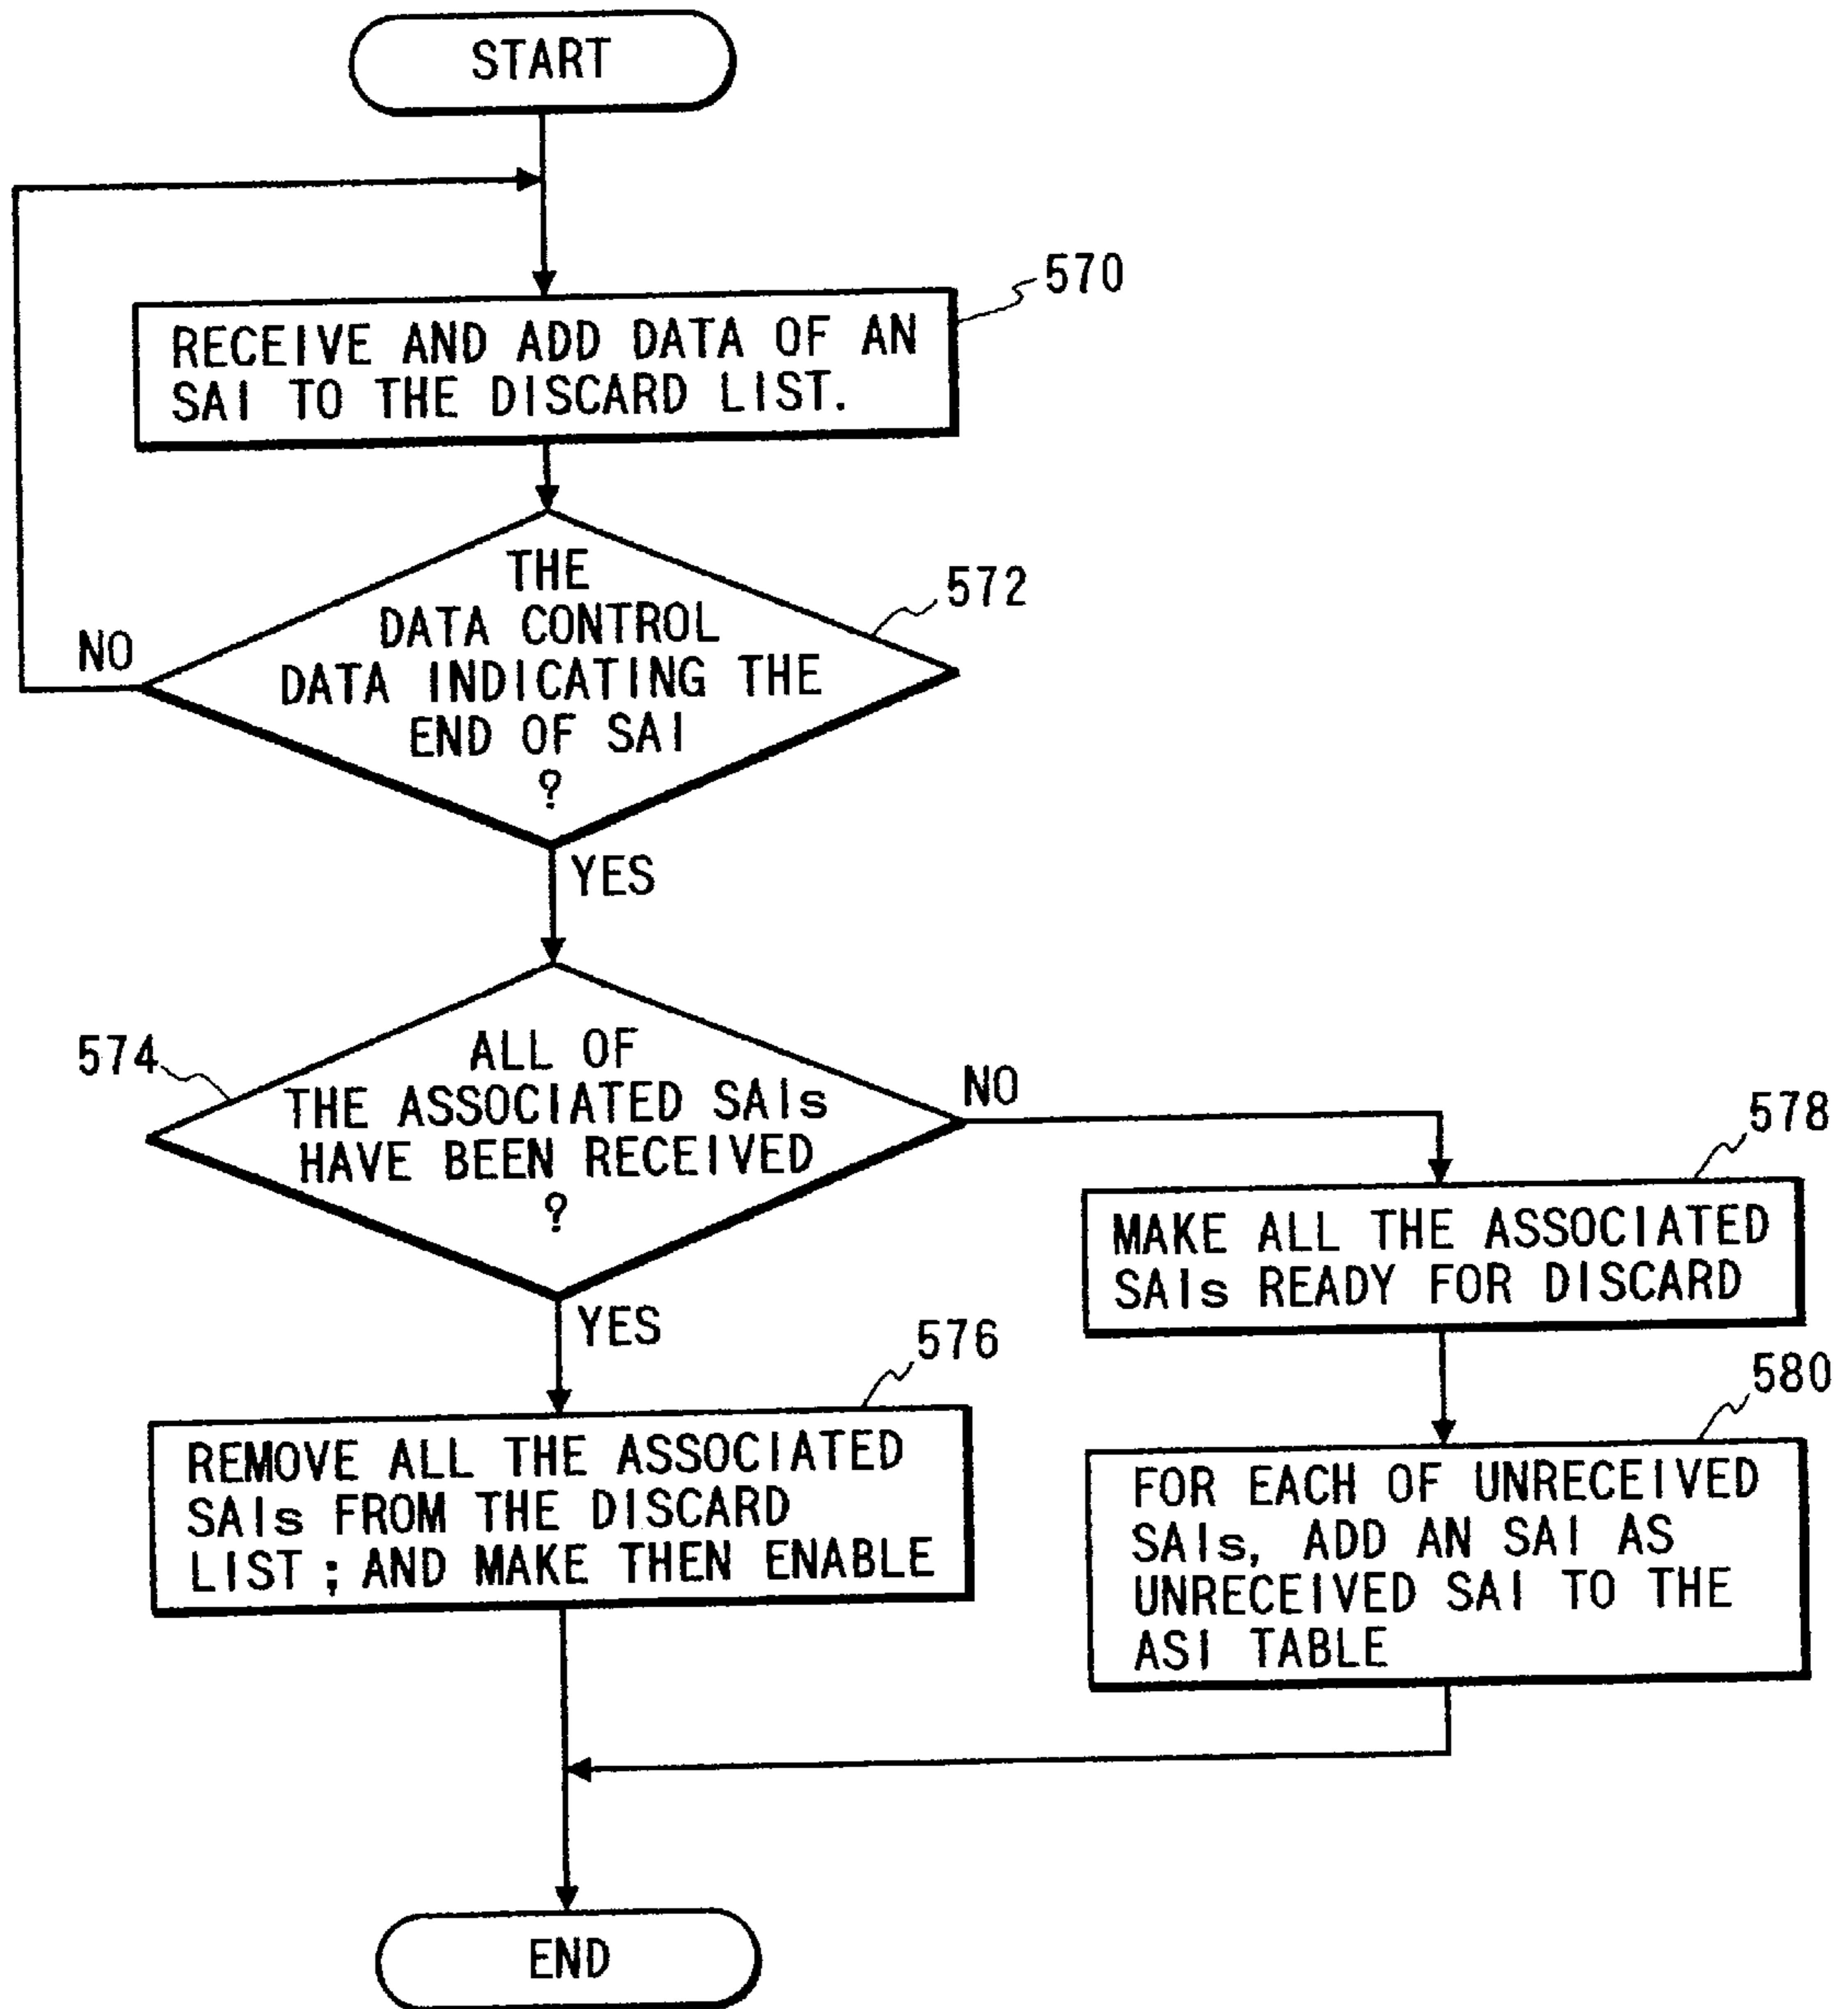 START
570
RECEIVE AND ADD DATA OF AN
SAI TO THE DISCARD LIST.
572
THE
DATA CONTROL
DATA INDICATING THE
END OF SAI
?
NO
YES
574
ALL OF
THE ASSOCIATED SAIs
HAVE BEEN RECEIVED
?
NO
YES
578
MAKE ALL THE ASSOCIATED
SAIs READY FOR DISCARD
576
REMOVE ALL THE ASSOCIATED
SAIs FROM THE DISCARD
LIST ; AND MAKE THEN ENABLE
580
FOR EACH OF UNRECEIVED
SAIs, ADD AN SAI AS
UNRECEIVED SAI TO THE
ASI TABLE
END